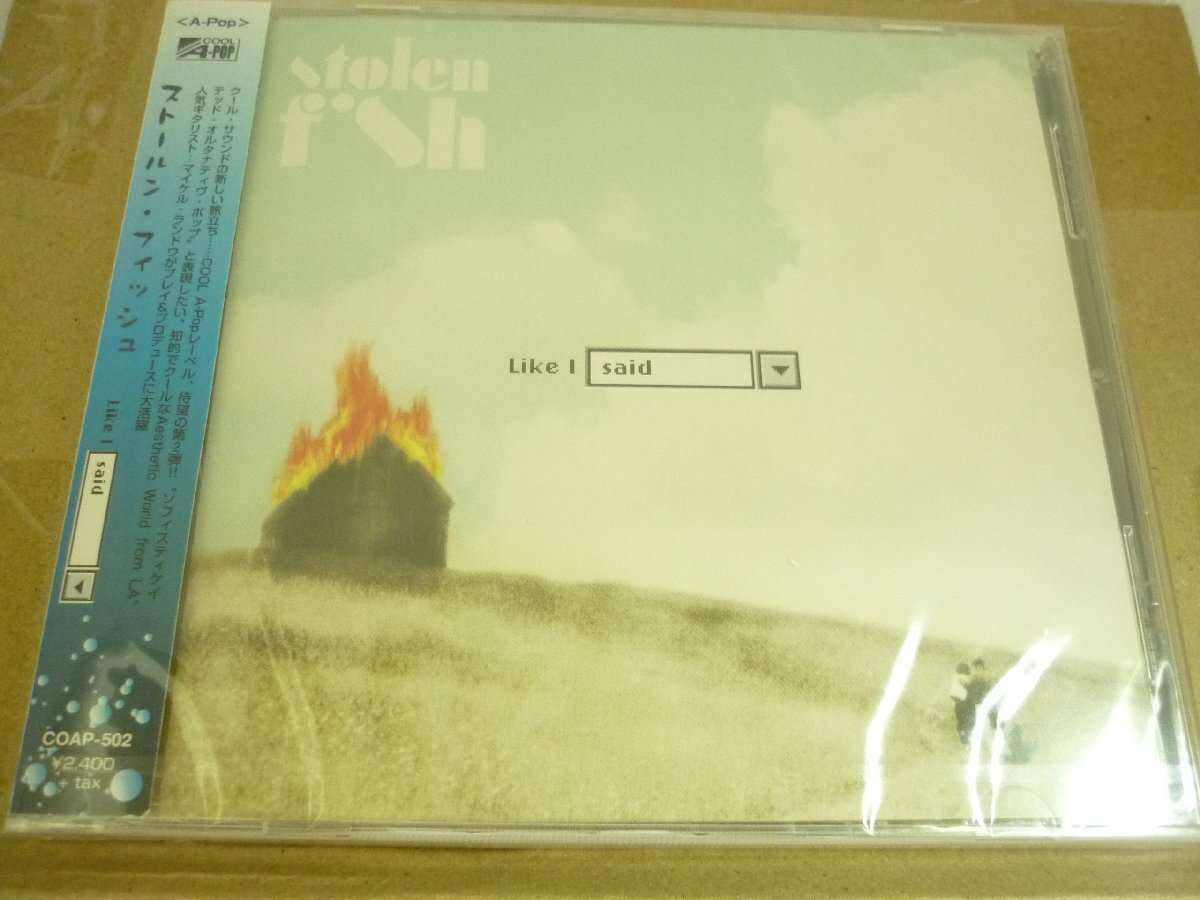 <A-Pop>
COOL
A-POP
ストールン・フィッシュ
Like I said
クール・サウンドの新しい旅立ち……COOL A-Popレーベル、待望の第2弾!! “ソフィスティケイ
テッド・オルタナティヴ・ポップ”と表現したい、知的でクールなAesthetic World from LA”
人気ギタリスト、マイケル・ランドウがプレイ&プロデュースに大活躍
COAP-502
¥2,400
+ tax
stolen
fish
Like I said